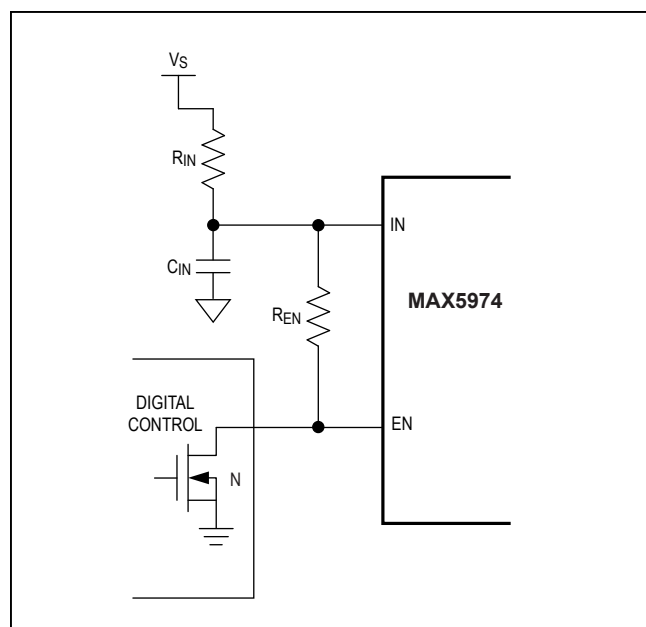 VS
RIN
IN
CIN
MAX5974
REN
DIGITAL
CONTROL
EN
N